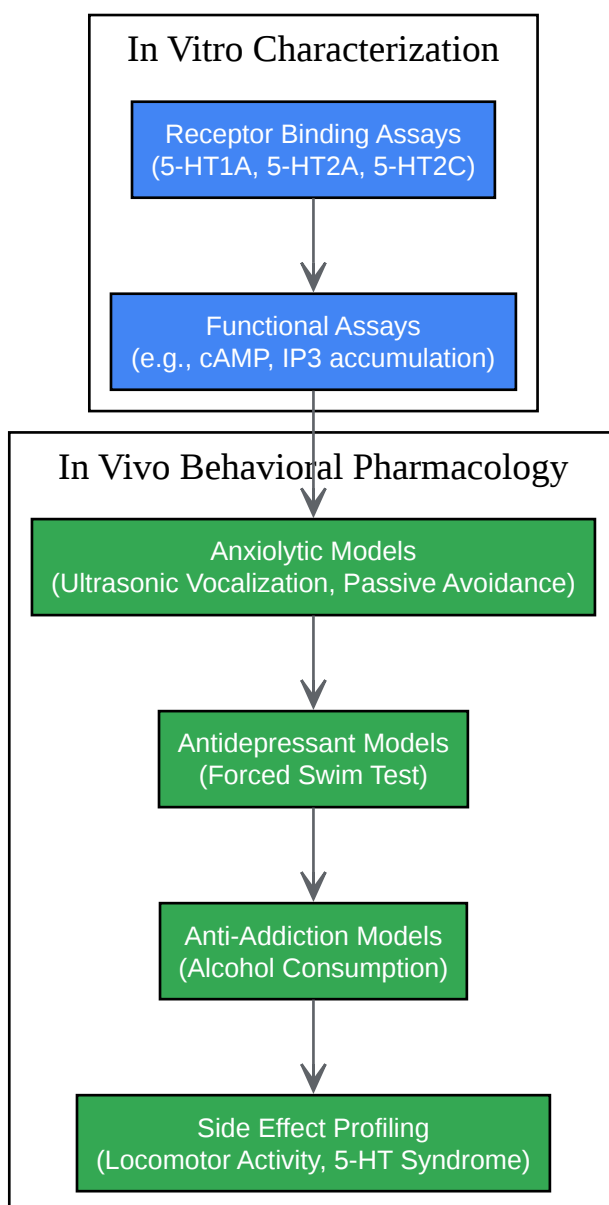 In Vitro Characterization
Receptor Binding Assays
(5-HT1A, 5-HT2A, 5-HT2C)
Functional Assays
(e.g., cAMP, IP3 accumulation)
In Vivo Behavioral Pharmacology
Anxiolytic Models
(Ultrasonic Vocalization, Passive Avoidance)
Antidepressant Models
(Forced Swim Test)
Anti-Addiction Models
(Alcohol Consumption)
Side Effect Profiling
(Locomotor Activity, 5-HT Syndrome)